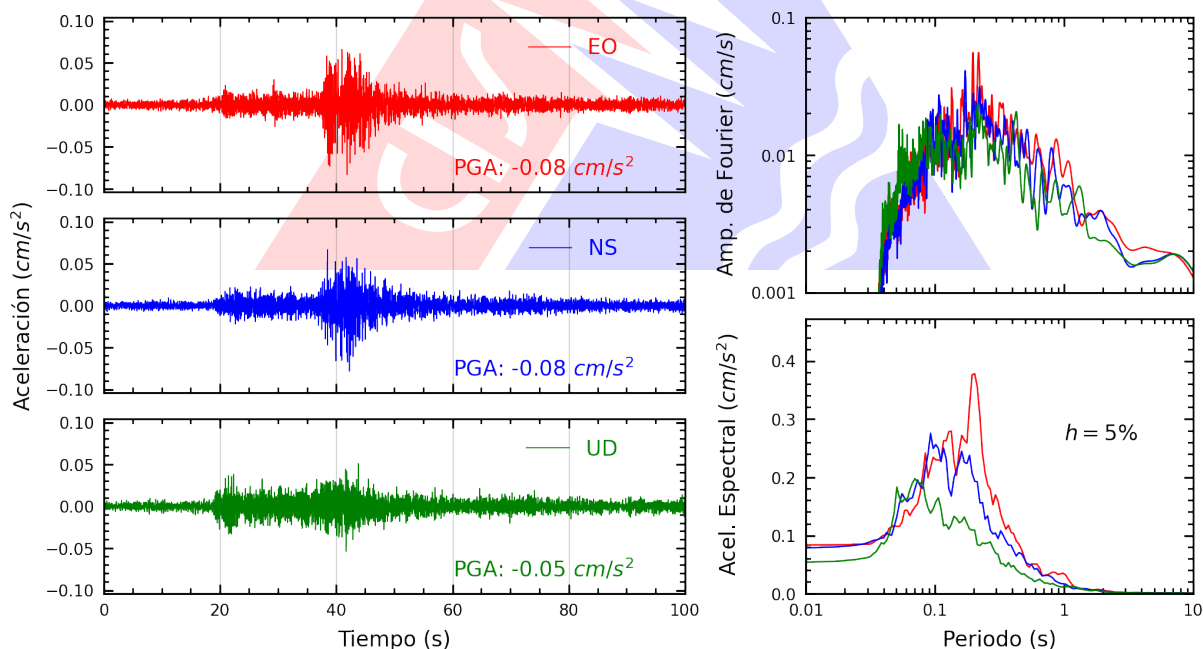 Aceleración (cm/s²)
0.10
0.05
0.00
−0.05
−0.10
EO
PGA: -0.08 cm/s²
0.10
0.05
0.00
−0.05
−0.10
NS
PGA: -0.08 cm/s²
0.10
0.05
0.00
−0.05
−0.10
UD
PGA: -0.05 cm/s²
0 20 40 60 80 100
Tiempo (s)
Amp. de Fourier (cm/s)
0.1
0.01
0.001
Acel. Espectral (cm/s²)
0.4
0.3
0.2
0.1
0.0
h = 5%
0.01 0.1 1 10
Periodo (s)